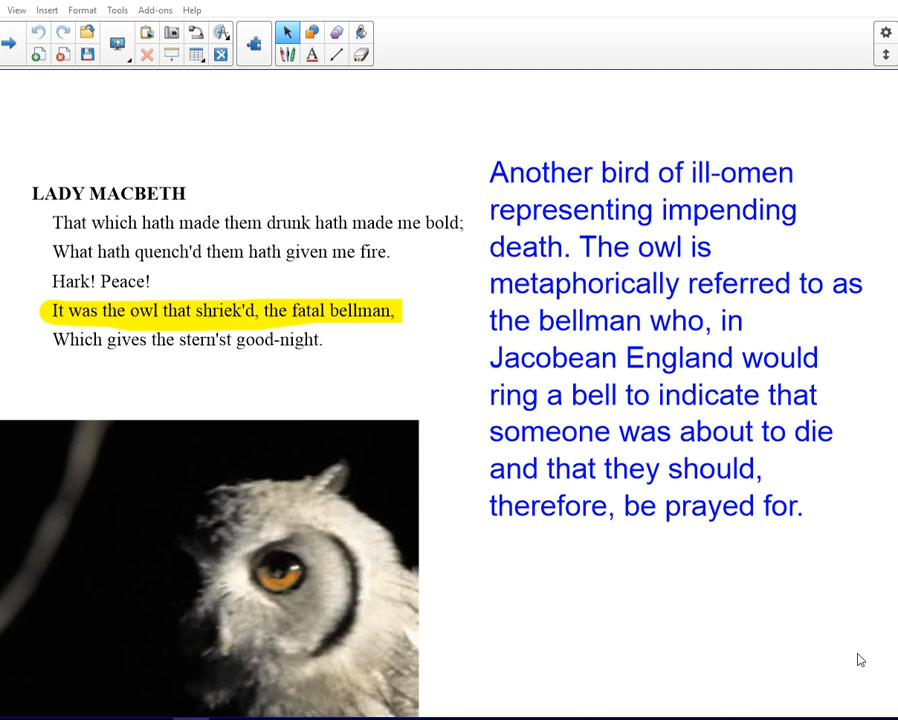 View Insert Format Tools Add-ons Help
LADY MACBETH
That which hath made them drunk hath made me bold;
What hath quench'd them hath given me fire.
Hark! Peace!
It was the owl that shriek'd, the fatal bellman,
Which gives the stern'st good-night.
Another bird of ill-omen
representing impending
death. The owl is
metaphorically referred to as
the bellman who, in
Jacobean England would
ring a bell to indicate that
someone was about to die
and that they should,
therefore, be prayed for.